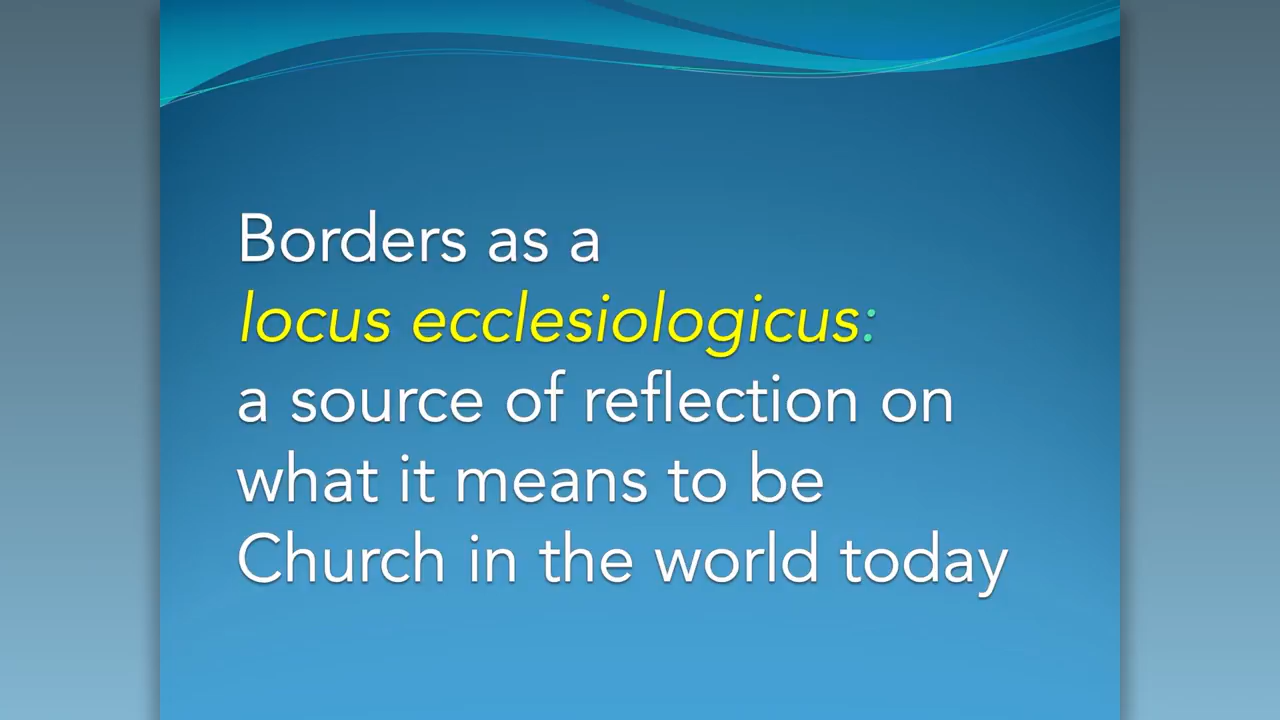 Borders as a
locus ecclesiologicus:
a source of reflection on
what it means to be
Church in the world today